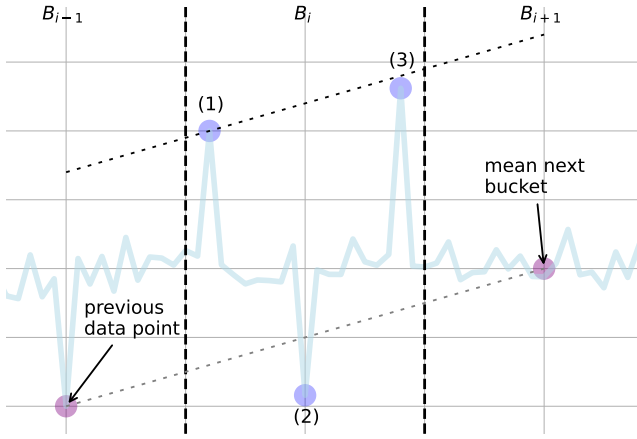 B_{i−1} B_i B_{i+1}
(3)
(1)
mean next
bucket
previous
data point
(2)